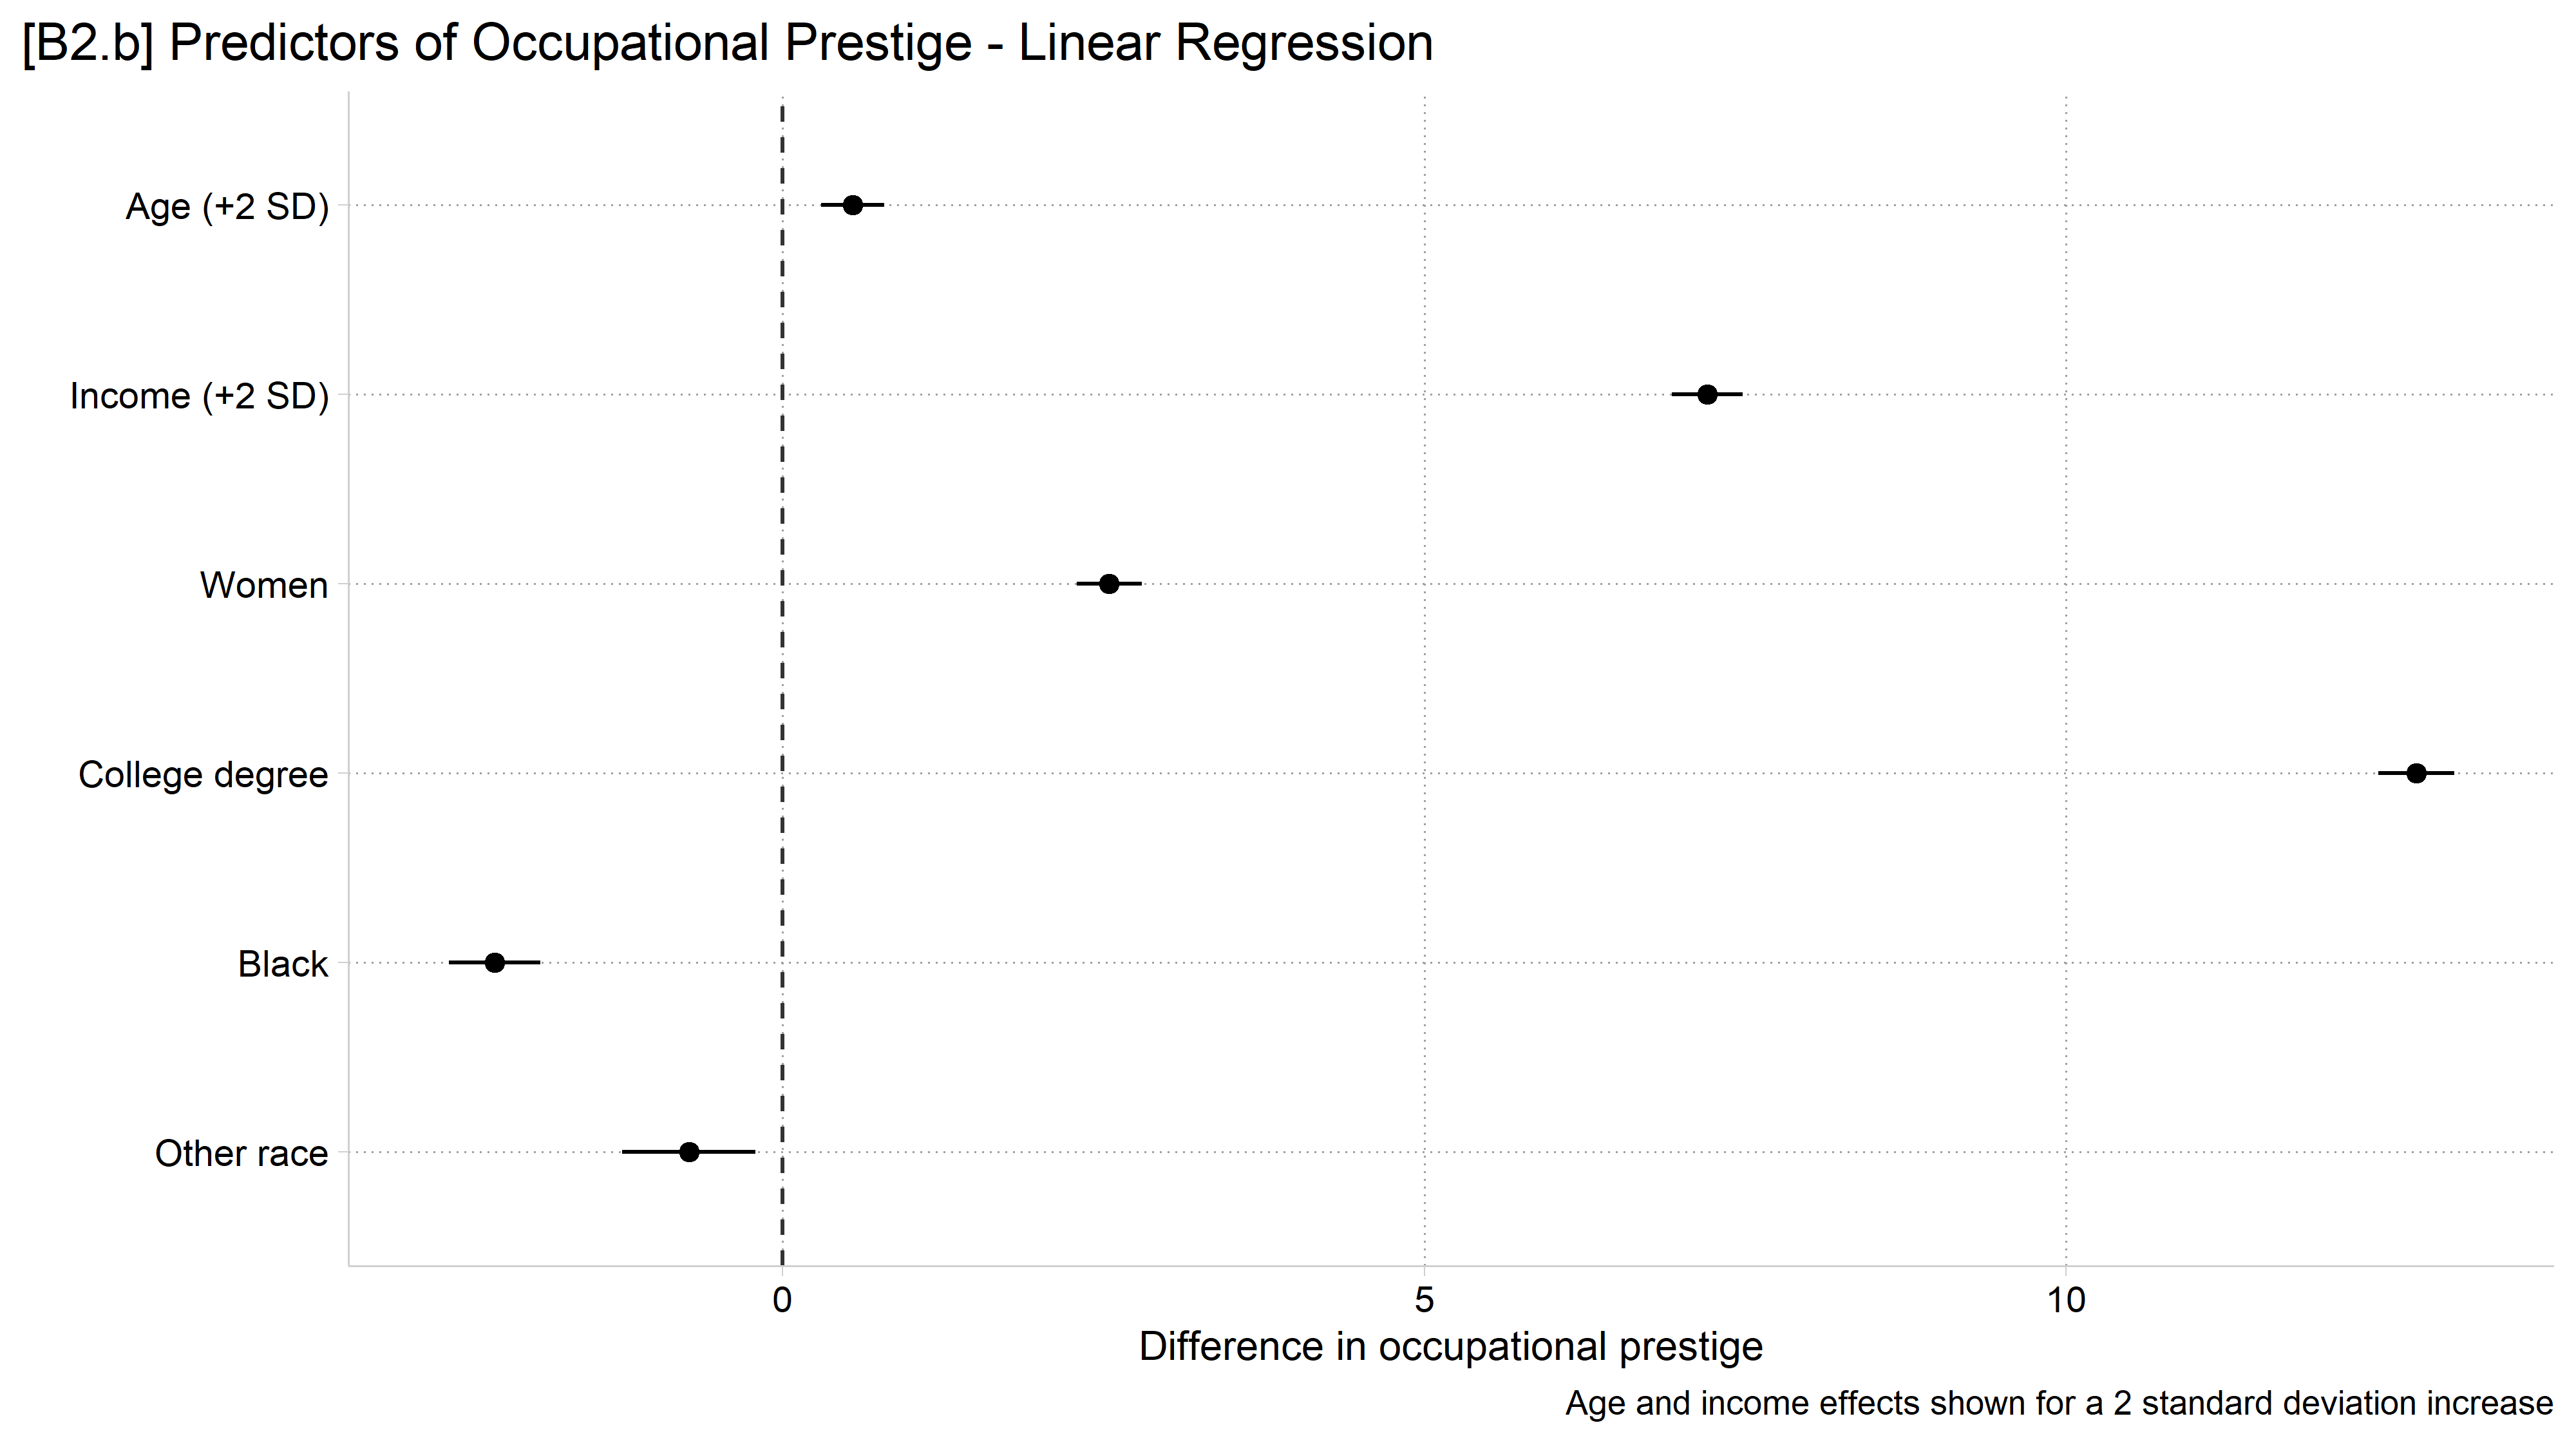 [B2.b] Predictors of Occupational Prestige - Linear Regression
Age (+2 SD)
Income (+2 SD)
Women
College degree
Black
Other race
0 5 10
Difference in occupational prestige
Age and income effects shown for a 2 standard deviation increase